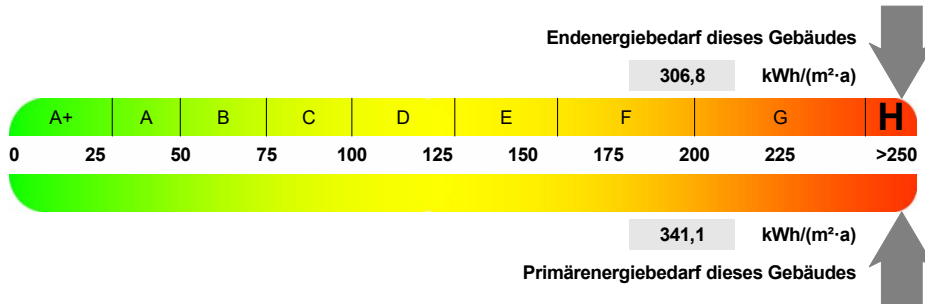 Endenergiebedarf dieses Gebäudes
306,8 kWh/(m²·a)
A+ A B C D E F G H
0 25 50 75 100 125 150 175 200 225 >250
341,1 kWh/(m²·a)
Primärenergiebedarf dieses Gebäudes